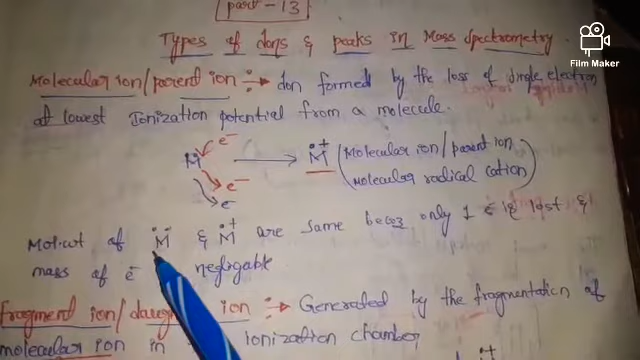 part - 13
Types of Ions & peaks in Mass Spectrometry
Film Maker
Molecular ion/parent ion :→ Ion formed by the loss of single electron
at lowest Ionization potential from a molecule.
M e⁻ → Ṁ⁺ (Molecular ion/parent ion
e⁻ molecular radical cation)
e⁻
Mol.wt of M̈ & Ṁ⁺ are same becoz only 1 e⁻ is lost &
mass of e⁻ negligable
fragment ion/ ion :→ Generated by the fragmentation of
molecular ion in ionization chamber